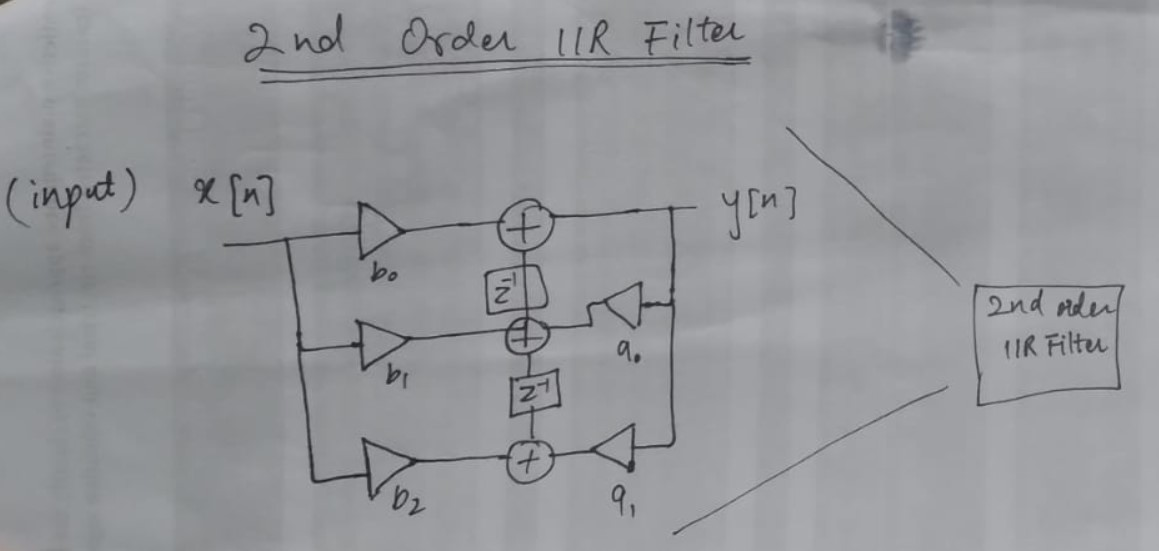 2nd Order IIR Filter
(input) x[n]
y[n]
b₀
z⁻¹
b₁
a₀
z⁻¹
b₂
a₁
2nd order
IIR Filter